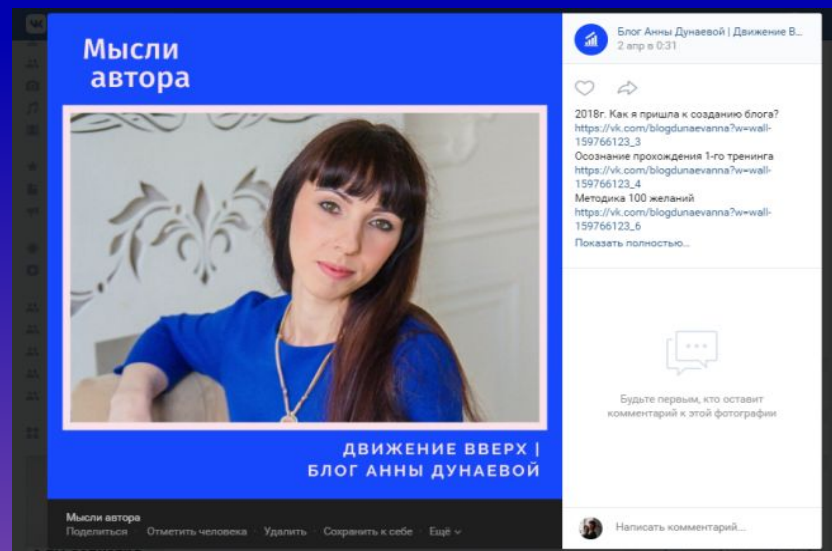 Мысли
автора
ДВИЖЕНИЕ ВВЕРХ |
БЛОГ АННЫ ДУНАЕВОЙ
Мысли автора
Поделиться Отметить человека Удалить Сохранить к себе Ещё
Блог Анны Дунаевой | Движение В...
2 апр в 0:31
2018г. Как я пришла к созданию блога?
https://vk.com/blogdunaevanna?w=wall-
159766123_3
Осознание прохождения 1-го тренинга
https://vk.com/blogdunaevanna?w=wall-
159766123_4
Методика 100 желаний
https://vk.com/blogdunaevanna?w=wall-
159766123_6
Показать полностью...
Будьте первым, кто оставит
комментарий к этой фотографии
Написать комментарий...